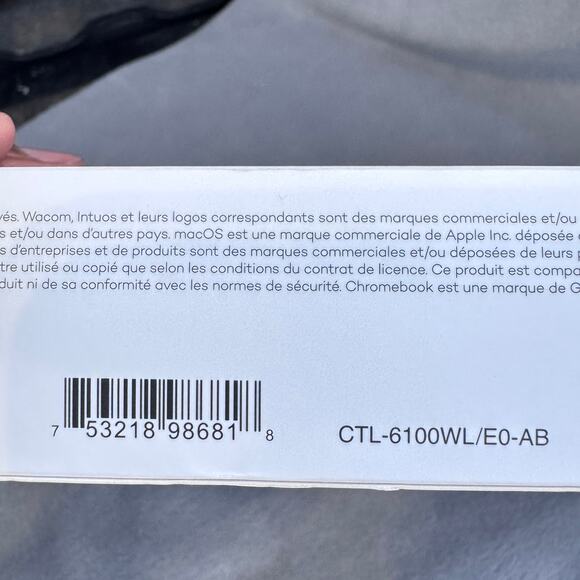 vés. Wacom, Intuos et leurs logos correspondants sont des marques commerciales et/ou
s et/ou dans d'autres pays. macOS est une marque commerciale de Apple Inc. déposée
s d'entreprises et de produits sont des marques commerciales et/ou déposées de leurs p
tre utilisé ou copié que selon les conditions du contrat de licence. Ce produit est compa
duit ni de sa conformité avec les normes de sécurité. Chromebook est une marque de G
7 53218 98681 8
CTL-6100WL/E0-AB